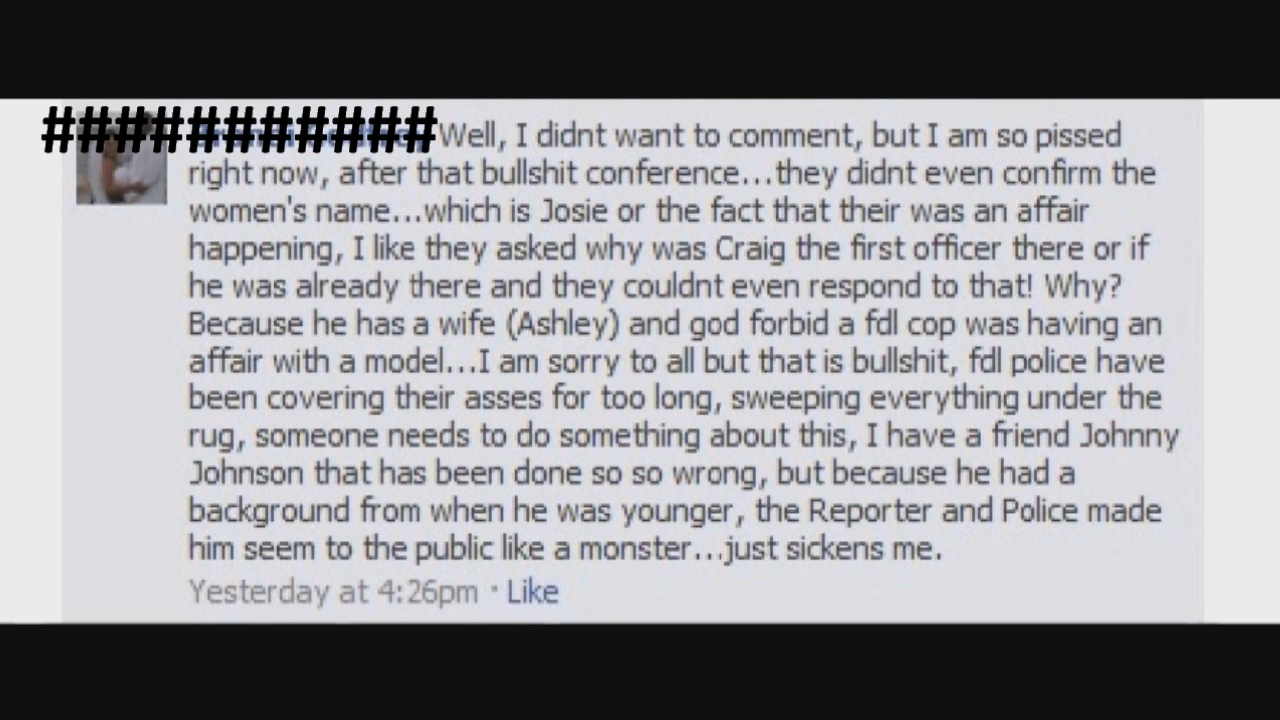 ############ Well, I didnt want to comment, but I am so pissed
right now, after that bullshit conference...they didnt even confirm the
women's name...which is Josie or the fact that their was an affair
happening, I like they asked why was Craig the first officer there or if
he was already there and they couldnt even respond to that! Why?
Because he has a wife (Ashley) and god forbid a fdl cop was having an
affair with a model...I am sorry to all but that is bullshit, fdl police have
been covering their asses for too long, sweeping everything under the
rug, someone needs to do something about this, I have a friend Johnny
Johnson that has been done so so wrong, but because he had a
background from when he was younger, the Reporter and Police made
him seem to the public like a monster...just sickens me.
Yesterday at 4:26pm · Like